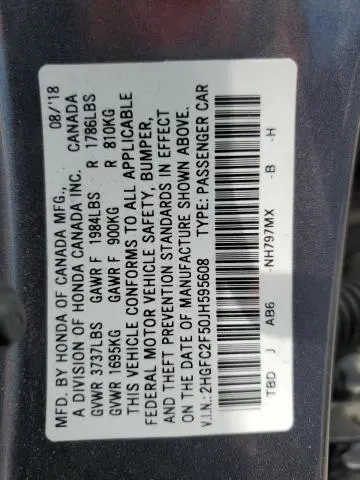 MFD. BY HONDA OF CANADA MFG., 08/'18
A DIVISION OF HONDA CANADA INC. CANADA
GVWR 3737LBS GAWR F 1984LBS R 1786LBS
GVWR 1695KG GAWR F 900KG R 810KG
THIS VEHICLE CONFORMS TO ALL APPLICABLE
FEDERAL MOTOR VEHICLE SAFETY, BUMPER,
AND THEFT PREVENTION STANDARDS IN EFFECT
ON THE DATE OF MANUFACTURE SHOWN ABOVE.
V.I.N.: 2HGFC2F50JH595608 TYPE: PASSENGER CAR
TBD J AB6 -NH797MX -B -H